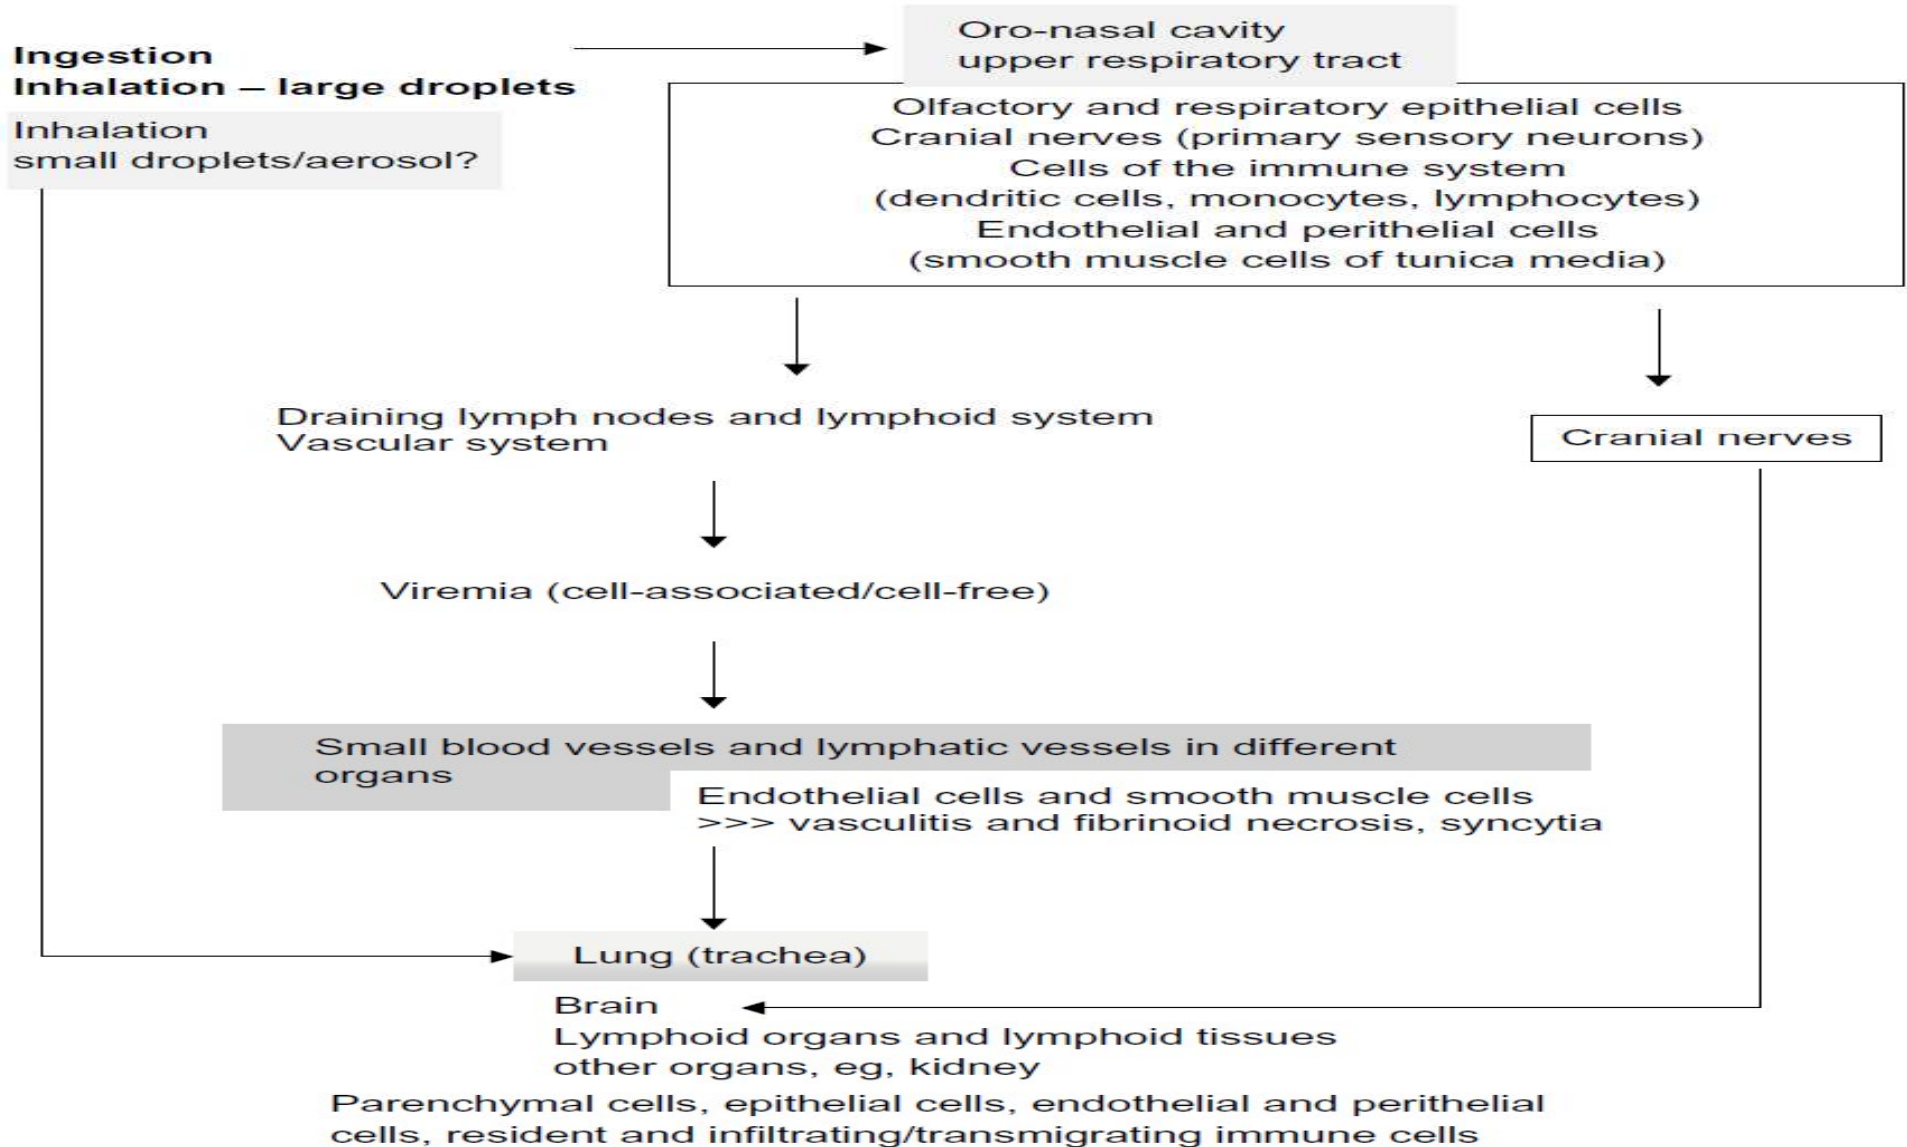 Oro-nasal cavity
upper respiratory tract
Ingestion
Inhalation – large droplets
Inhalation
small droplets/aerosol?
Olfactory and respiratory epithelial cells
Cranial nerves (primary sensory neurons)
Cells of the immune system
(dendritic cells, monocytes, lymphocytes)
Endothelial and perithelial cells
(smooth muscle cells of tunica media)
Draining lymph nodes and lymphoid system
Vascular system
Cranial nerves
Viremia (cell-associated/cell-free)
Small blood vessels and lymphatic vessels in different
organs
Endothelial cells and smooth muscle cells
>>> vasculitis and fibrinoid necrosis, syncytia
Lung (trachea)
Brain
Lymphoid organs and lymphoid tissues
other organs, eg, kidney
Parenchymal cells, epithelial cells, endothelial and perithelial
cells, resident and infiltrating/transmigrating immune cells